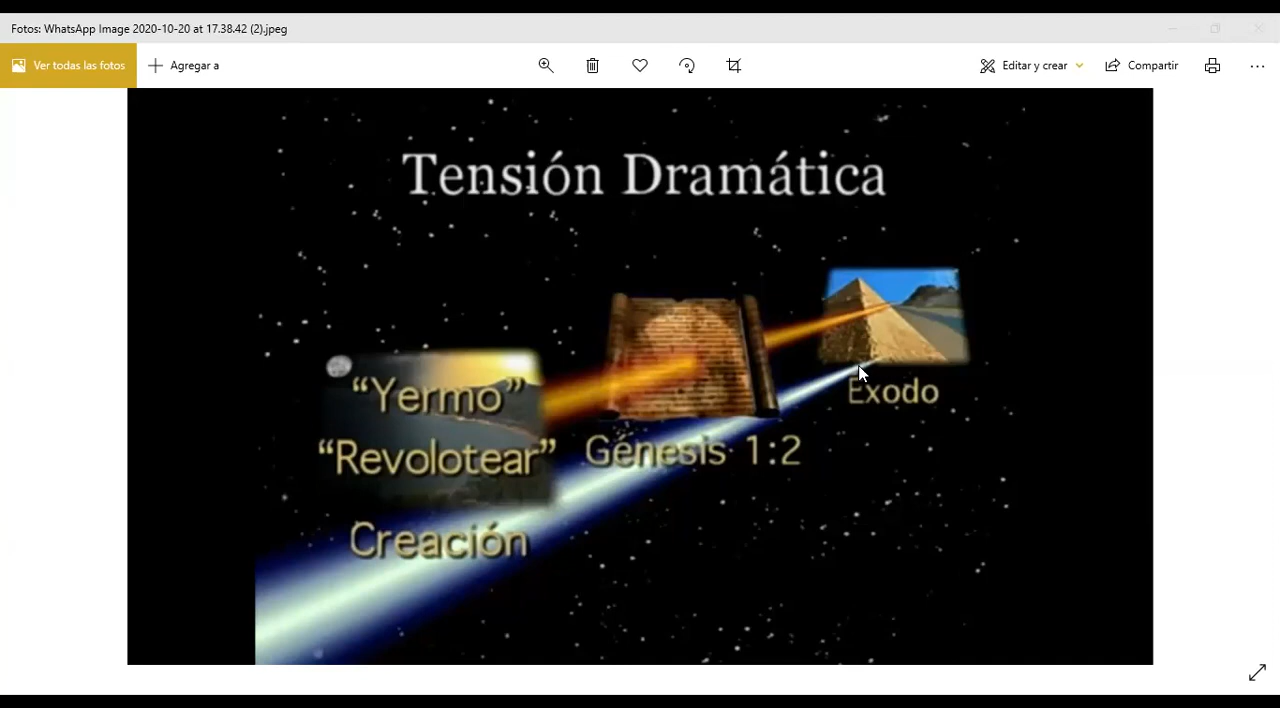 Fotos: WhatsApp Image 2020-10-20 at 17.38.42 (2).jpeg
Ver todas las fotos
Agregar a
Editar y crear
Compartir
Tensión Dramática
“Yermo”
“Revolotear”
Creación
Génesis 1:2
Exodo